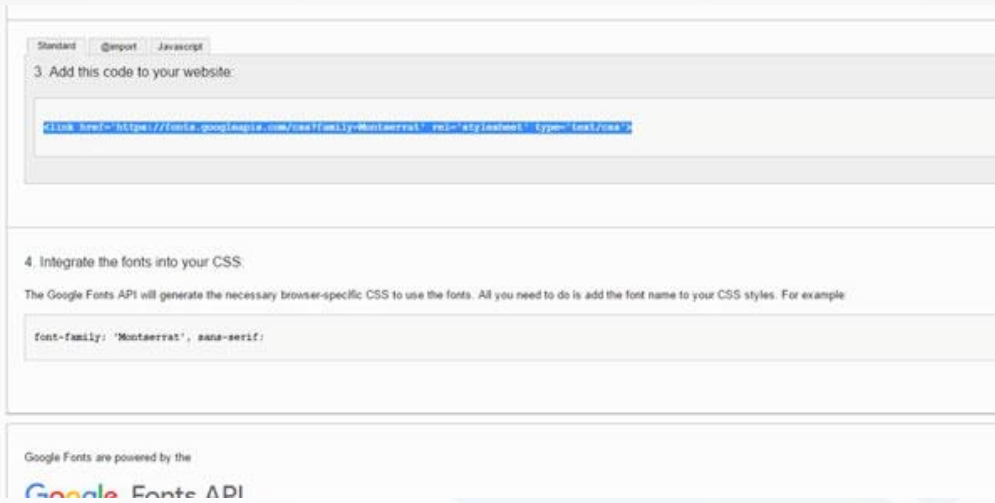 Standard @import Javascript
3. Add this code to your website:
<link href='https://fonts.googleapis.com/css?family=Montserrat' rel='stylesheet' type='text/css'>
4. Integrate the fonts into your CSS:
The Google Fonts API will generate the necessary browser-specific CSS to use the fonts. All you need to do is add the font name to your CSS styles. For example:
font-family: 'Montserrat', sans-serif;
Google Fonts are powered by the
Google Fonts API